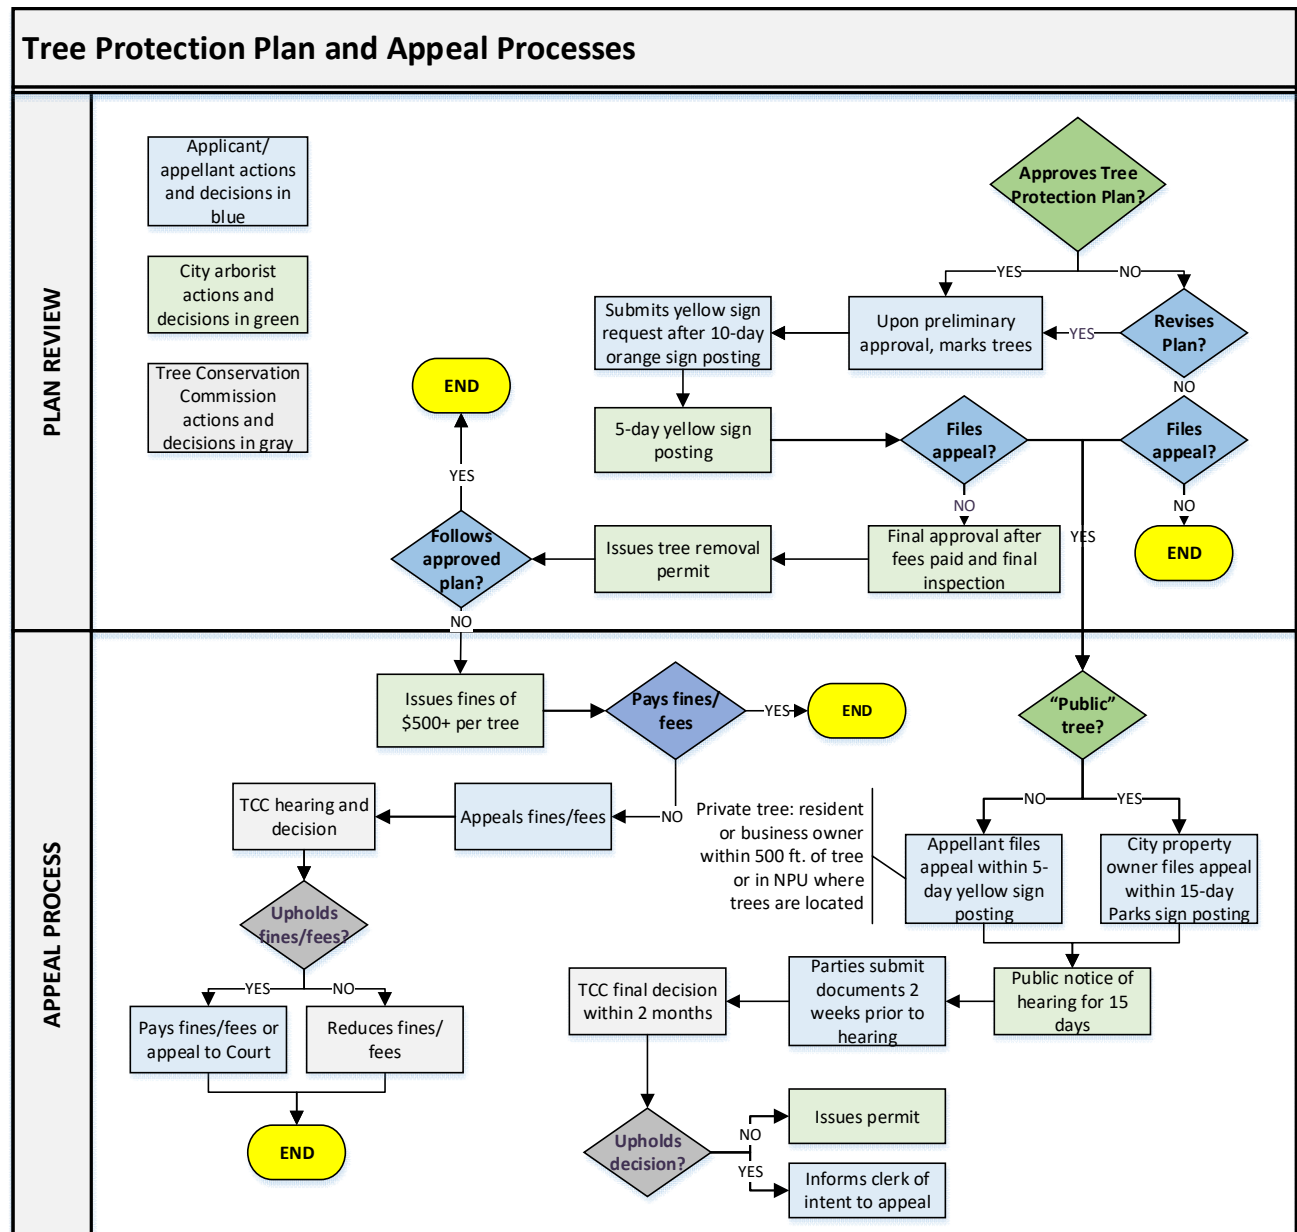 Tree Protection Plan and Appeal Processes
PLAN REVIEW
Applicant/
appellant actions
and decisions in
blue
City arborist
actions and
decisions in green
Tree Conservation
Commission
actions and
decisions in gray
Approves Tree
Protection Plan?
YES
NO
Revises
Plan?
YES
NO
Upon preliminary
approval, marks trees
Submits yellow sign
request after 10-day
orange sign posting
5-day yellow sign
posting
Files
appeal?
NO
Files
appeal?
NO
YES
END
Final approval after
fees paid and final
inspection
Issues tree removal
permit
Follows
approved
plan?
YES
END
NO
APPEAL PROCESS
Issues fines of
$500+ per tree
Pays fines/
fees
YES
END
NO
Appeals fines/fees
TCC hearing and
decision
Upholds
fines/fees?
YES
NO
Pays fines/fees or
appeal to Court
Reduces fines/
fees
END
“Public”
tree?
NO
YES
Private tree: resident
or business owner
within 500 ft. of tree
or in NPU where
trees are located
Appellant files
appeal within 5-
day yellow sign
posting
City property
owner files appeal
within 15-day
Parks sign posting
Public notice of
hearing for 15
days
Parties submit
documents 2
weeks prior to
hearing
TCC final decision
within 2 months
Upholds
decision?
NO
YES
Issues permit
Informs clerk of
intent to appeal